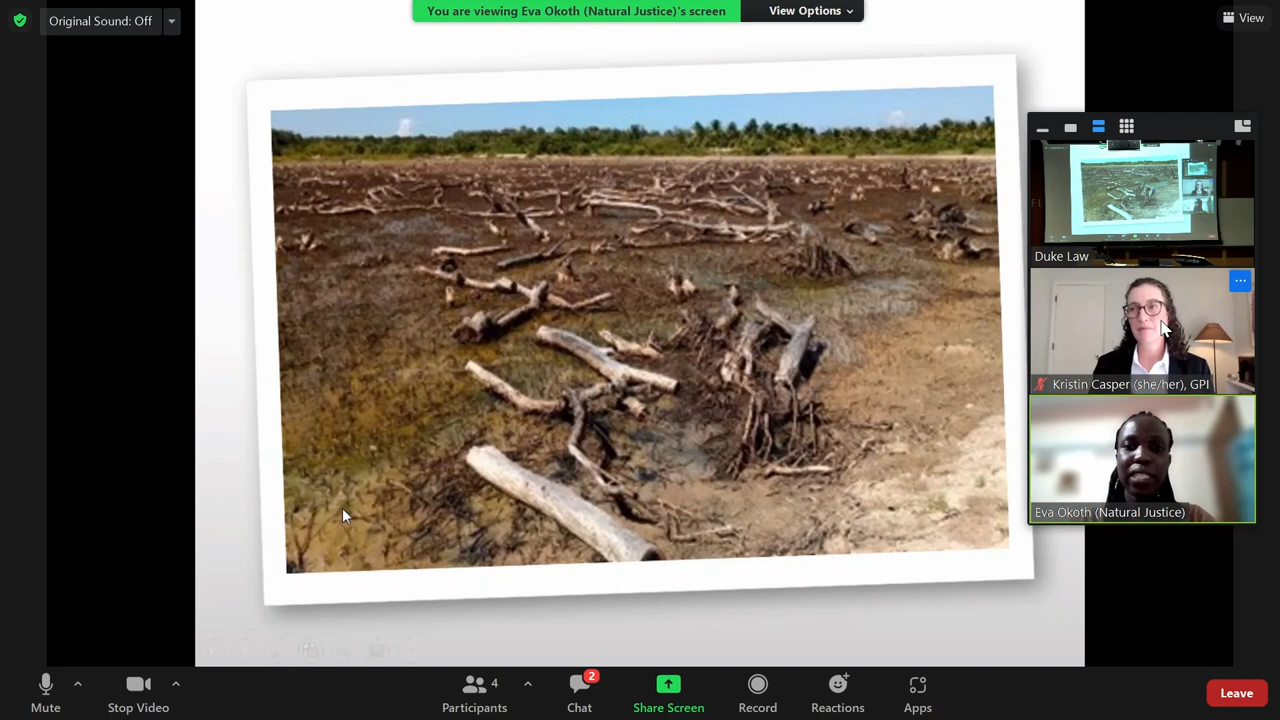 Original Sound: Off
You are viewing Eva Okoth (Natural Justice)'s screen
View Options
View
Duke Law
Kristin Casper (she/her), GPI
Eva Okoth (Natural Justice)
Mute
Stop Video
4
Participants
2
Chat
Share Screen
Record
Reactions
Apps
Leave